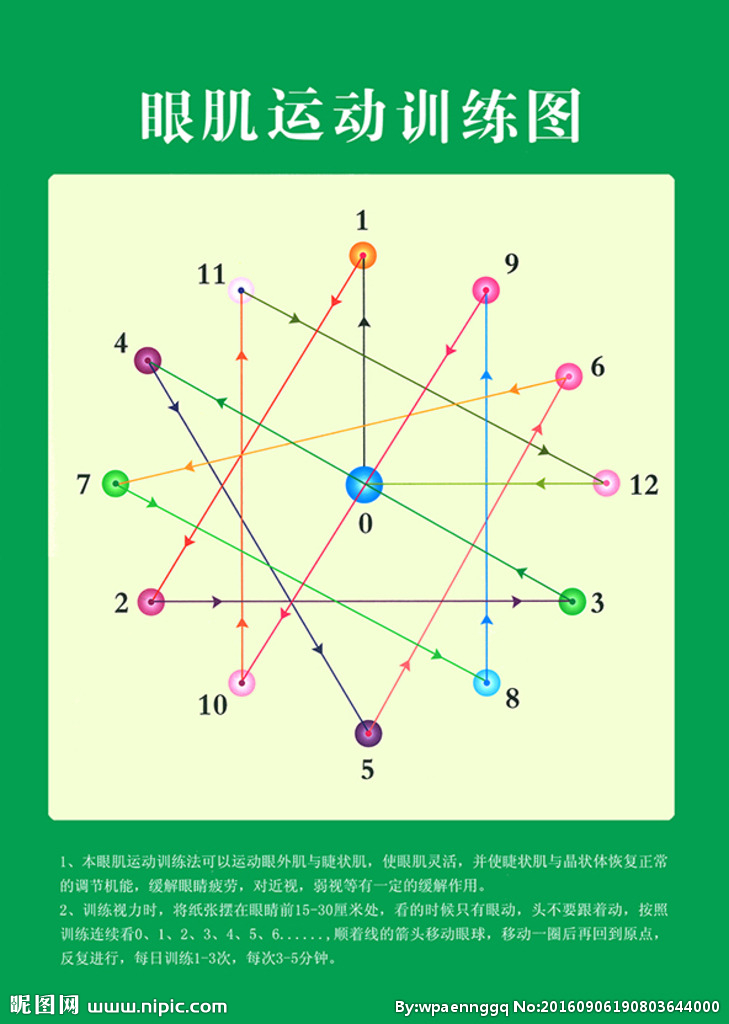 眼肌运动训练图
1
9
11
4
6
7
12
0
2
3
10
8
5
1、本眼肌运动训练法可以运动眼外肌与睫状肌，使眼肌灵活，并使睫状肌与晶状体恢复正常
的调节机能，缓解眼睛疲劳，对近视，弱视等有一定的缓解作用。
2、训练视力时，将纸张摆在眼睛前15-30厘米处，看的时候只有眼动，头不要跟着动，按照
训练连续看0、1、2、3、4、5、6......,顺着线的箭头移动眼球，移动一圈后再回到原点，
反复进行，每日训练1-3次，每次3-5分钟。
昵图网 www.nipic.com
By:wpaennggq No:20160906190803644000